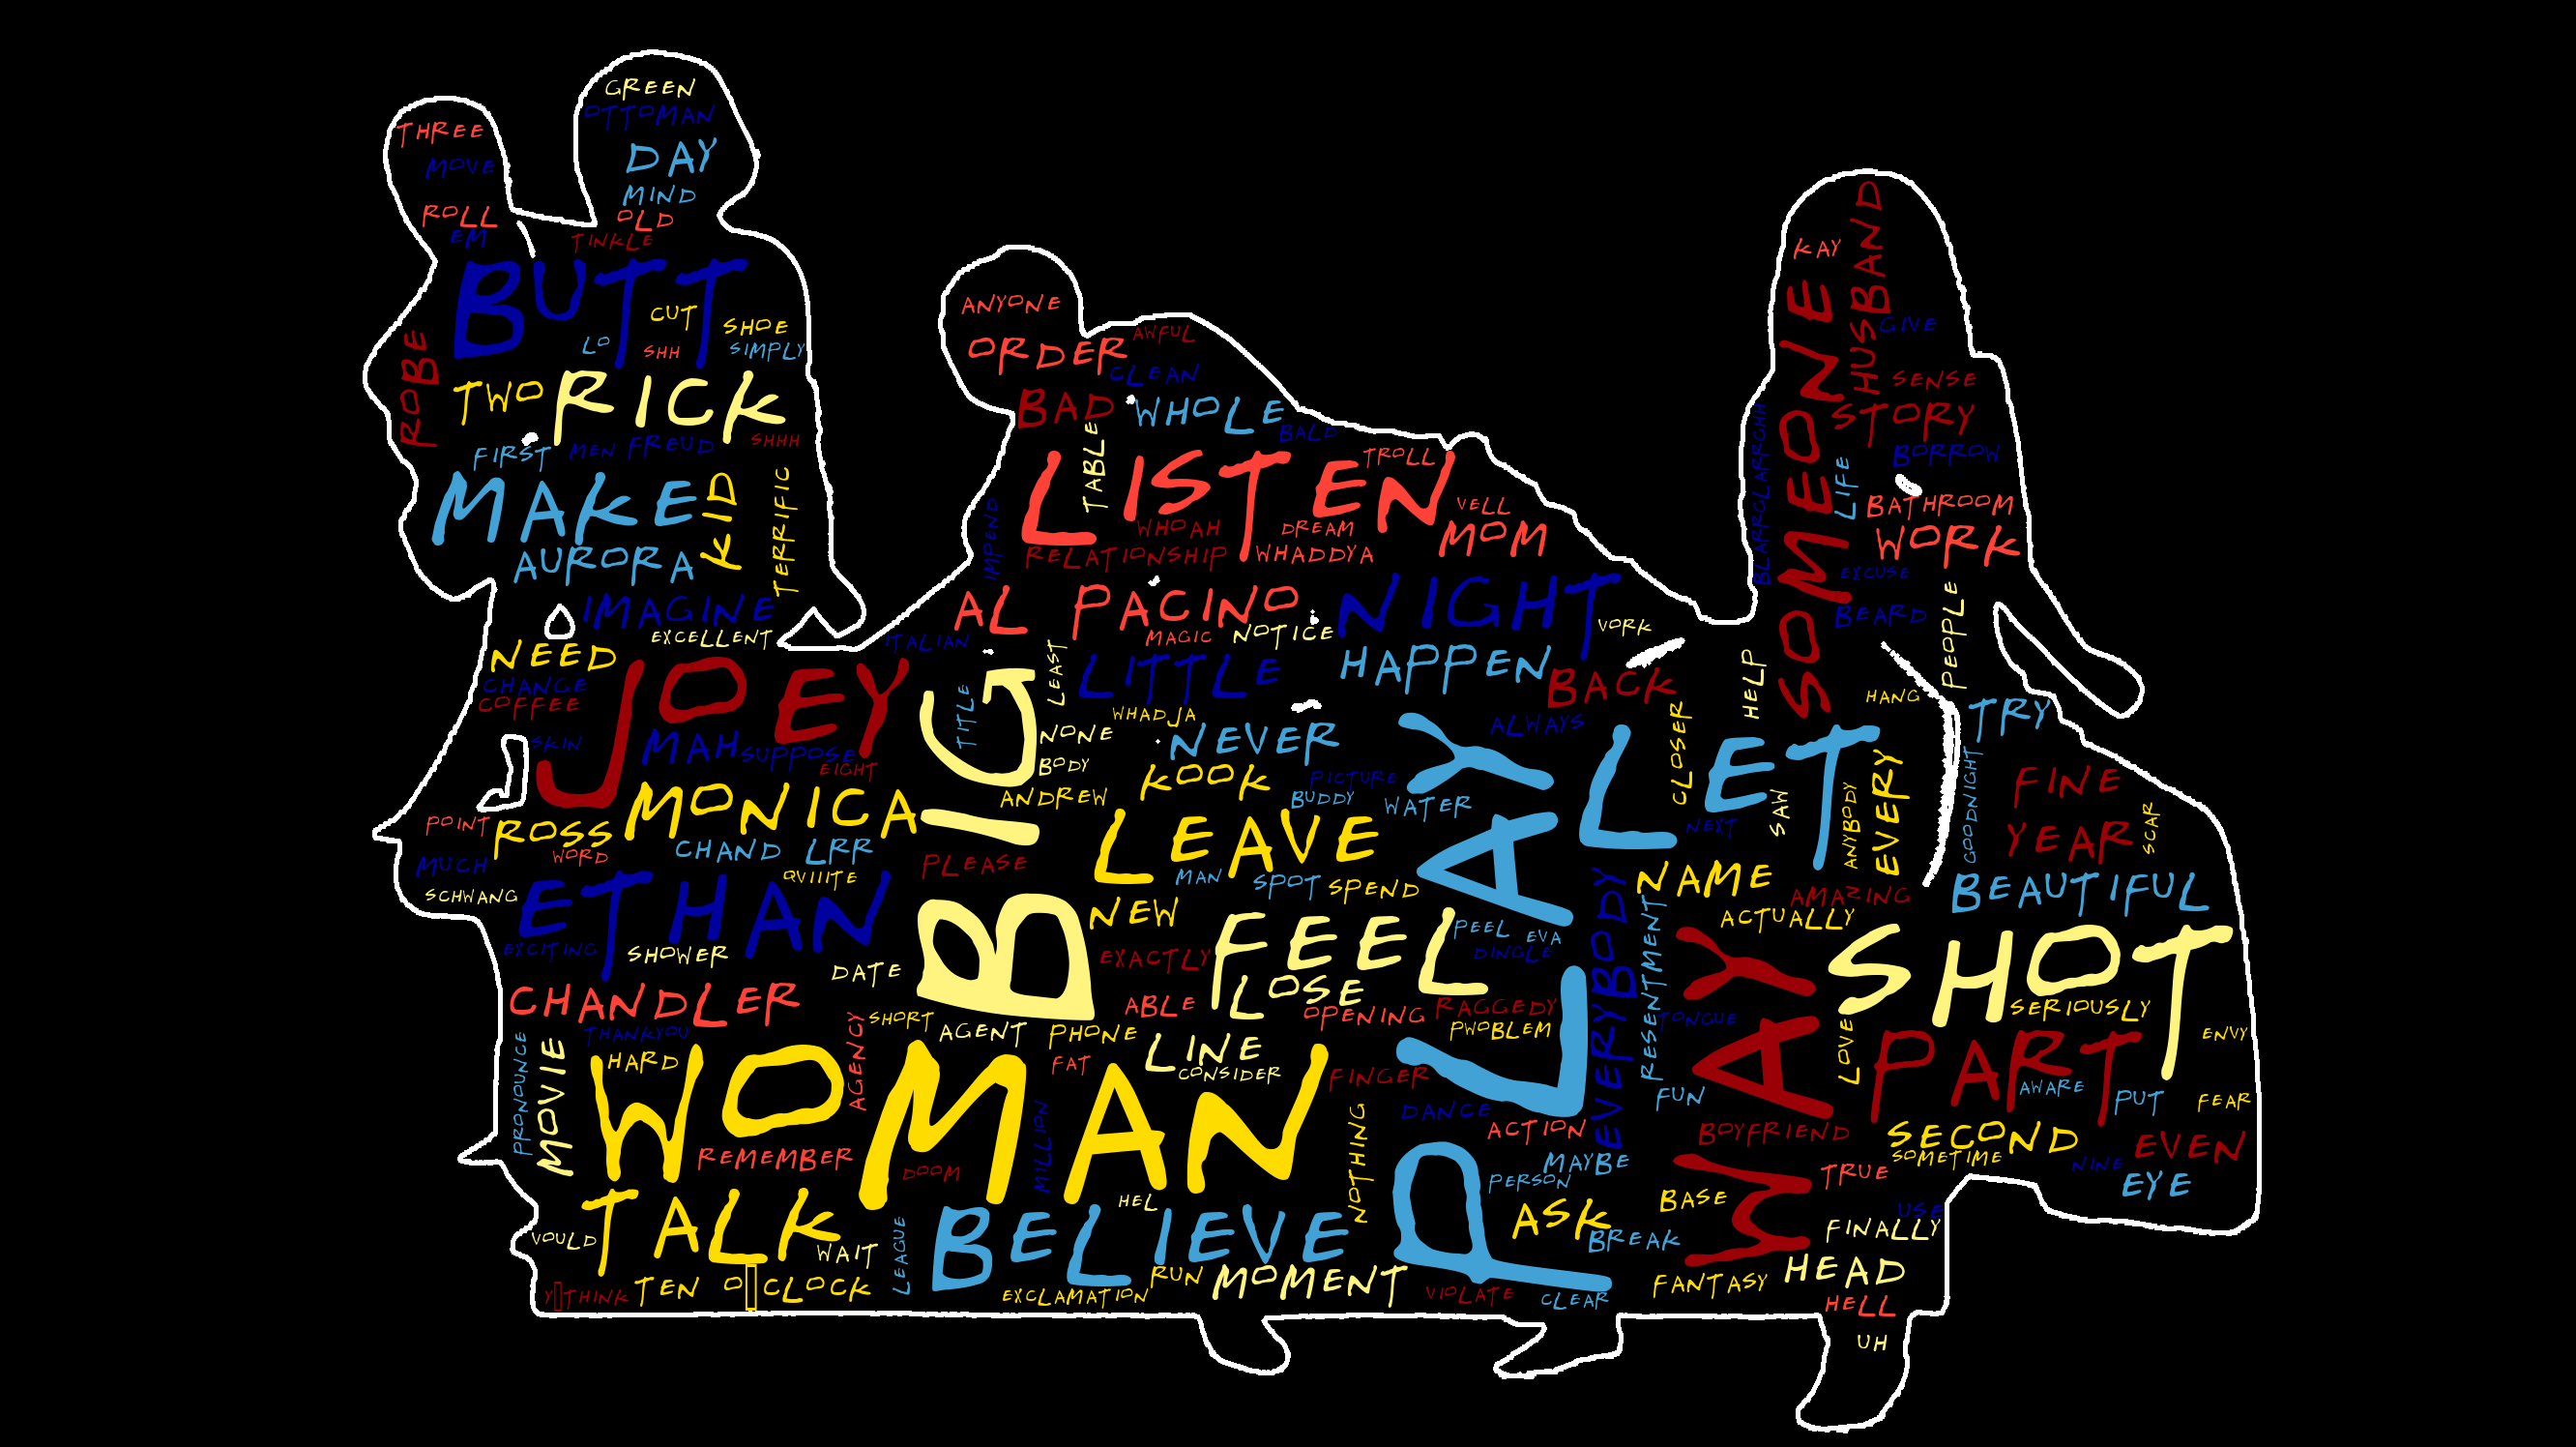 GREEN
OTTOMAN
THREE
DAY
MOVE
MIND
ROLL
OLD
EM
TINKLE
BUTT
CUT
SHOE
LO
SHH
SIMPLY
ROBE
TWO
RICK
FIRST
MEN
FREUD
SHHH
MAKE
KID
TERRIFIC
AURORA
IMAGINE
EXCELLENT
ANYONE
AWFUL
ORDER
CLEAN
BAD
WHOLE
BALD
TABLE
LISTEN
TROLL
VELL
WHOAH
DREAM
MOM
RELATIONSHIP
WHADDYA
IMPEND
AL PACINO
NIGHT
MAGIC
NOTICE
VORK
ITALIAN
LEAST
LITTLE
HAPPEN
BACK
KAY
HUSBAND
SOMEONE
GIVE
SENSE
STORY
BORROW
LIFE
BATHROOM
WORK
BLARRGLARRGHH
EXCUSE
BEARD
PEOPLE
HELP
HANG
TRY
NEED
CHANGE
COFFEE
JOEY
SKIN
MAH
SUPPOSE
EIGHT
MONICA
POINT
ROSS
WORD
CHAND LRR
MUCH
QVIIITE
SCHWANG
ETHAN
EXCITING
SHOWER
DATE
CHANDLER
THANKYOU
BIG
TITLE
WHADJA
NONE
BODY
NEVER
ALWAYS
KOOK
PICTURE
ANDREW
BUDDY
WATER
LEAVE
PLEASE
MAN
SPOT
SPEND
NEW
FEEL
EXACTLY
LOSE
ABLE
OPENING
PLAY
LET
CLOSER
NEXT
SAW
ANYBODY
EVERY
GOODNIGHT
FINE
YEAR
SCAR
NAME
AMAZING
ACTUALLY
BEAUTIFUL
PEEL
EVA
DINGLE
RAGGEDY
PWOBLEM
EVERYBODY
RESENTMENT
TONGUE
WAY
SHOT
SERIOUSLY
ENVY
LOVE
PART
AWARE
PUT
FEAR
SHORT
AGENT
PHONE
LINE
CONSIDER
FAT
FINGER
PRONOUNCE
MOVIE
HARD
AGENCY
WOMAN
REMEMBER
DOOM
MILLION
NOTHING
DANCE
ACTION
FUN
MAYBE
PERSON
BOYFRIEND
SECOND
SOMETIME
EVEN
NINE
TRUE
EYE
HEL
VOULD
TALK
WAIT
LEAGUE
BELIEVE
ASK
BREAK
BASE
USE
FINALLY
Y▯THINK
TEN O▯CLOCK
EXCLAMATION
RUN
MOMENT
VIOLATE
CLEAR
FANTASY
HEAD
HELL
UH